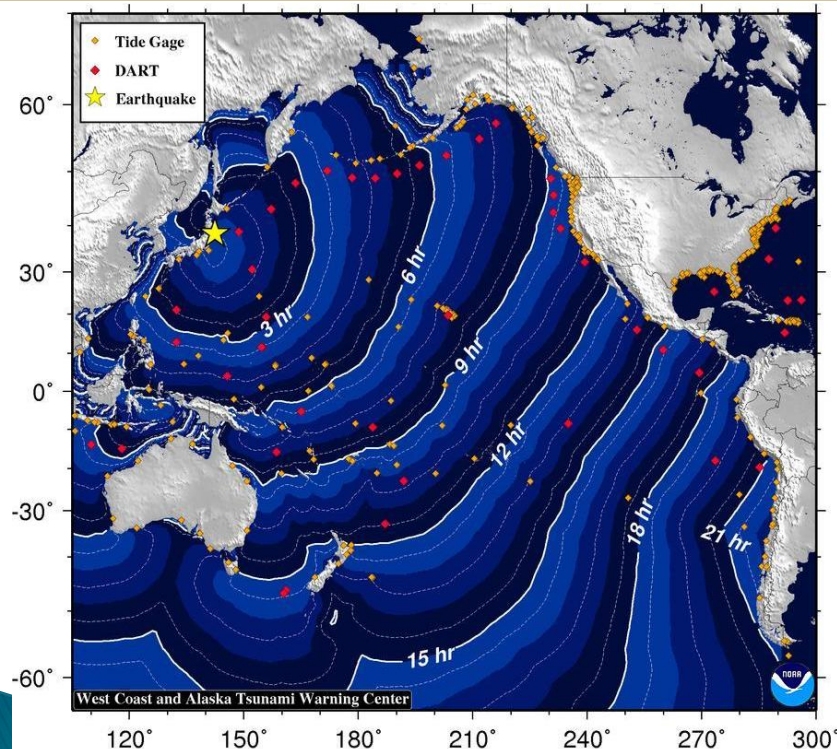 Tide Gage
DART
Earthquake
60°
30°
0°
-30°
-60°
3 hr
6 hr
9 hr
12 hr
15 hr
18 hr
21 hr
West Coast and Alaska Tsunami Warning Center
NOAA
120°
150°
180°
210°
240°
270°
300°